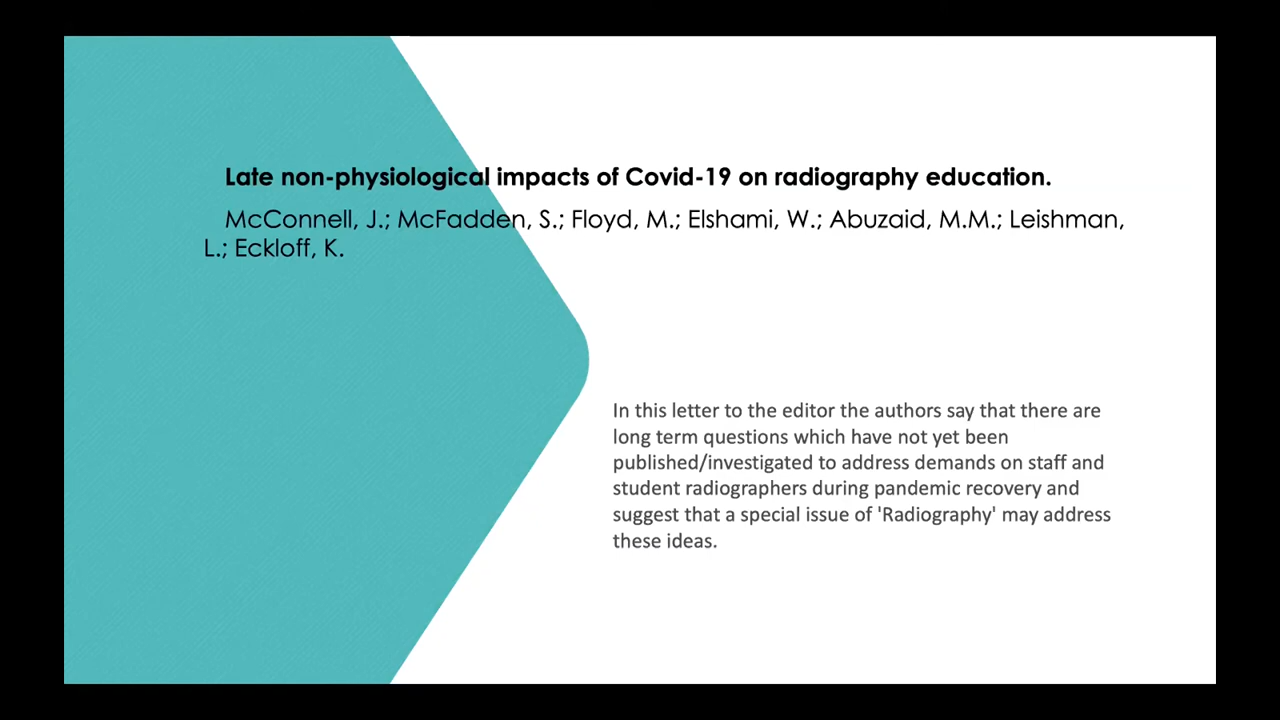 Late non-physiological impacts of Covid-19 on radiography education.
McConnell, J.; McFadden, S.; Floyd, M.; Elshami, W.; Abuzaid, M.M.; Leishman,
L.; Eckloff, K.
In this letter to the editor the authors say that there are
long term questions which have not yet been
published/investigated to address demands on staff and
student radiographers during pandemic recovery and
suggest that a special issue of 'Radiography' may address
these ideas.